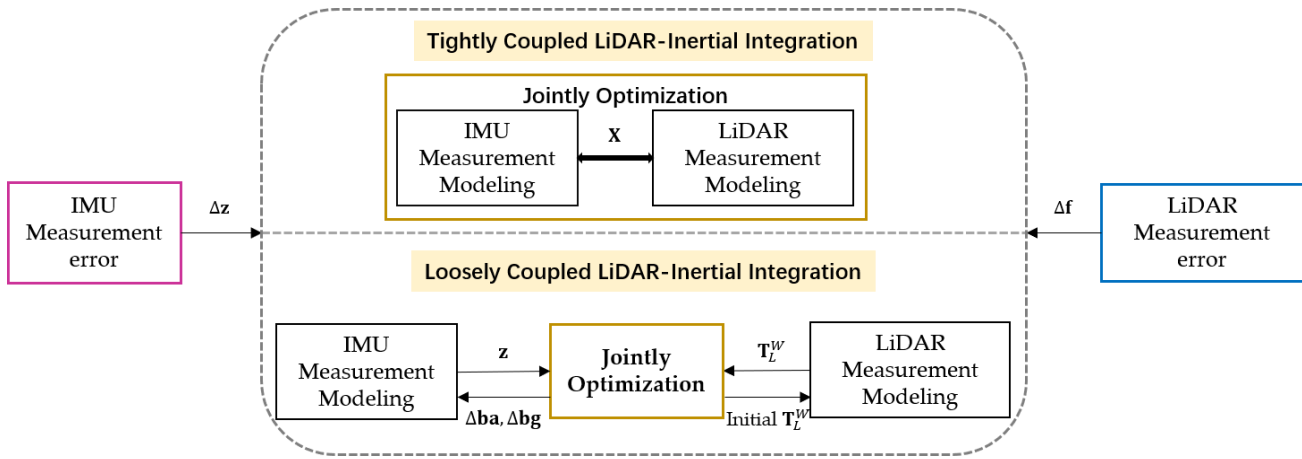 Tightly Coupled LiDAR-Inertial Integration
Jointly Optimization
IMU
Measurement
Modeling
X
LiDAR
Measurement
Modeling
IMU
Measurement
error
Δz
Δf
LiDAR
Measurement
error
Loosely Coupled LiDAR-Inertial Integration
IMU
Measurement
Modeling
z
Δba, Δbg
Jointly
Optimization
T_L^W
Initial T_L^W
LiDAR
Measurement
Modeling